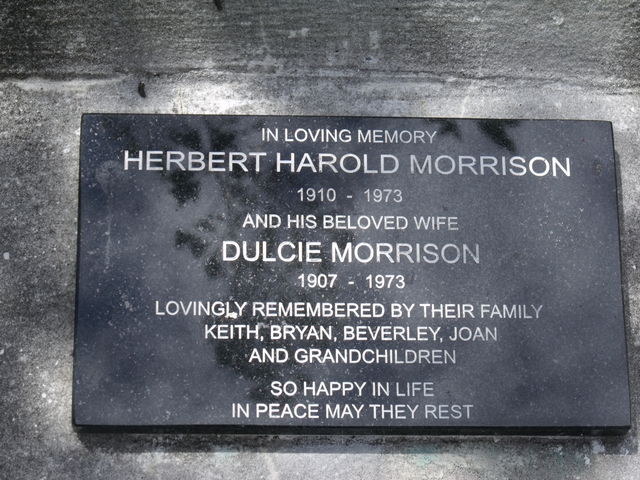 IN LOVING MEMORY
HERBERT HAROLD MORRISON
1910 - 1973
AND HIS BELOVED WIFE
DULCIE MORRISON
1907 - 1973
LOVINGLY REMEMBERED BY THEIR FAMILY
KEITH, BRYAN, BEVERLEY, JOAN
AND GRANDCHILDREN
SO HAPPY IN LIFE
IN PEACE MAY THEY REST